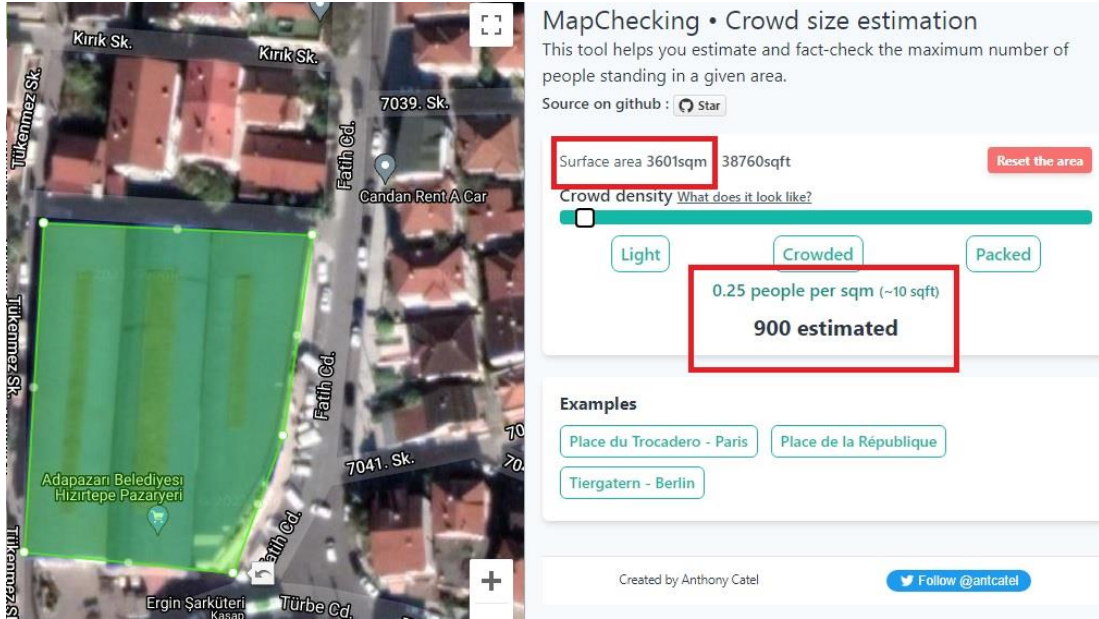 Kırık Sk.
Kırık Sk.
Tükenmez Sk.
7039. Sk.
Fatih Cd.
Candan Rent A Car
Tükenmez Sk.
Fatih Cd.
7041. Sk.
Adapazarı Belediyesi
Hızırtepe Pazaryeri
Fatih Cd.
Tükenmez S
Ergin Şarküteri
Kasap
Türbe Cd.
MapChecking • Crowd size estimation
This tool helps you estimate and fact-check the maximum number of
people standing in a given area.
Source on github : Star
Surface area 3601sqm 38760sqft
Reset the area
Crowd density What does it look like?
Light Crowded Packed
0.25 people per sqm (~10 sqft)
900 estimated
Examples
Place du Trocadero - Paris Place de la République
Tiergatern - Berlin
Created by Anthony Catel
Follow @antcatel